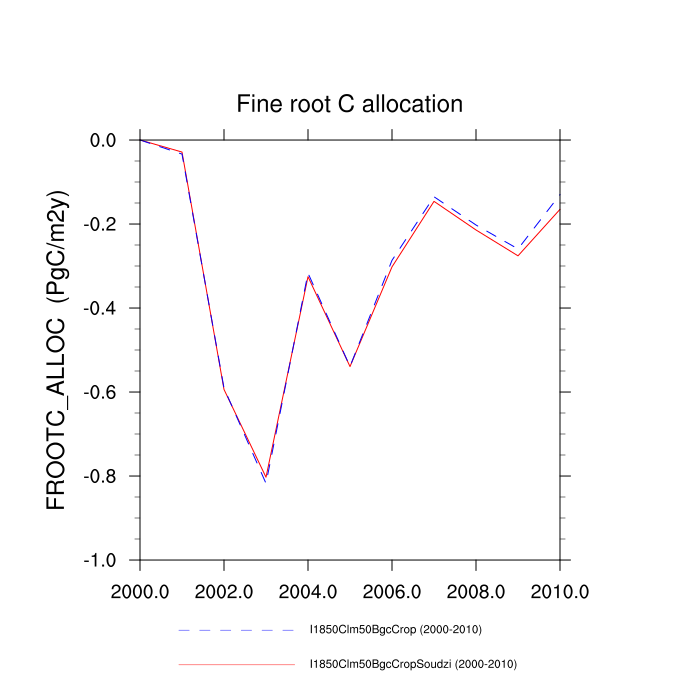 Fine root C allocation
FROOTC_ALLOC (PgC/m2y)
0.0
-0.2
-0.4
-0.6
-0.8
-1.0
2000.0 2002.0 2004.0 2006.0 2008.0 2010.0
I1850Clm50BgcCrop (2000-2010)
I1850Clm50BgcCropSoudzi (2000-2010)